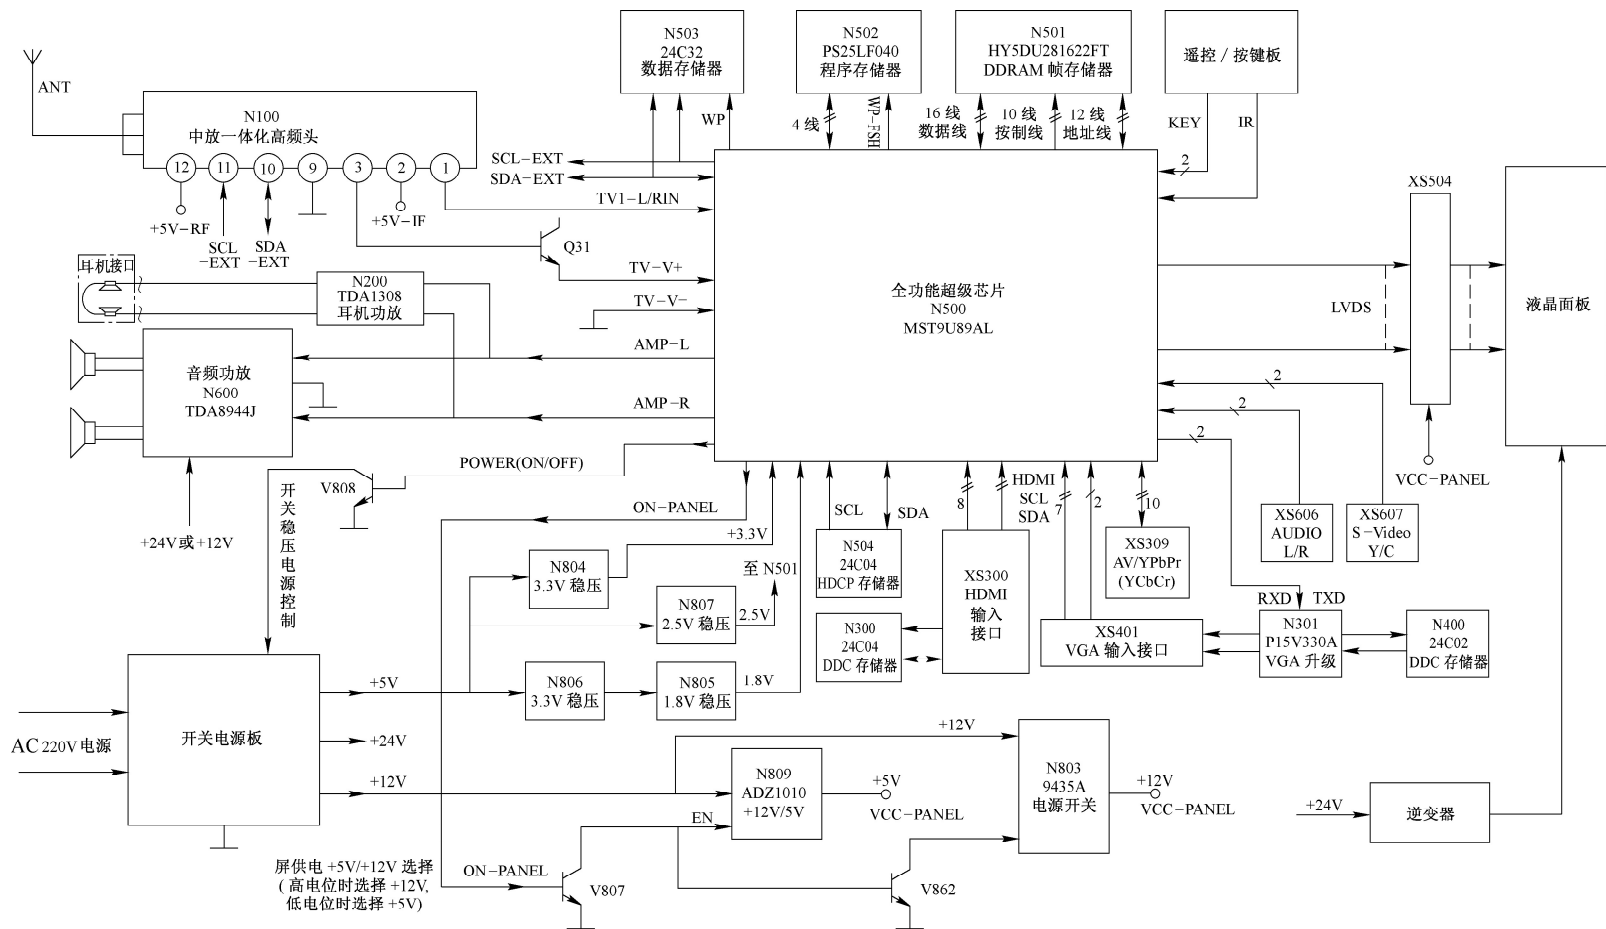 ANT
N100
中放一体化高频头
12
11
10
9
3
2
1
+5V-RF
SCL
-EXT
SDA
-EXT
+5V-IF
N503
24C32
数据存储器
WP
N502
PS25LF040
程序存储器
4 线
WP-FSH
N501
HY5DU281622FT
DDRAM 帧存储器
16 线
数据线
10 线
按制线
12 线
地址线
遥控 / 按键板
KEY
IR
2
SCL-EXT
SDA-EXT
TV1-L/RIN
Q31
TV-V+
TV-V-
全功能超级芯片
N500
MST9U89AL
XS504
LVDS
液晶面板
VCC-PANEL
耳机接口
N200
TDA1308
耳机功放
AMP-L
AMP-R
音频功放
N600
TDA8944J
+24V或+12V
POWER(ON/OFF)
V808
开关稳压电源控制
2
2
2
ON-PANEL
+3.3V
SCL
SDA
8
HDMI
SCL
SDA
7
2
10
N504
24C04
HDCP 存储器
XS300
HDMI
输入
接口
XS309
AV/YPbPr
(YCbCr)
XS606
AUDIO
L/R
XS607
S-Video
Y/C
N804
3.3V 稳压
至 N501
N807
2.5V 稳压
2.5V
N300
24C04
DDC 存储器
XS401
VGA 输入接口
RXD
TXD
N301
P15V330A
VGA 升级
N400
24C02
DDC 存储器
N806
3.3V 稳压
N805
1.8V 稳压
1.8V
AC 220V 电源
开关电源板
+5V
+24V
+12V
+12V
N809
ADZ1010
+12V/5V
EN
+5V
VCC-PANEL
N803
9435A
电源开关
+12V
VCC-PANEL
+24V
逆变器
屏供电 +5V/+12V 选择
( 高电位时选择 +12V,
低电位时选择 +5V)
ON-PANEL
V807
V862